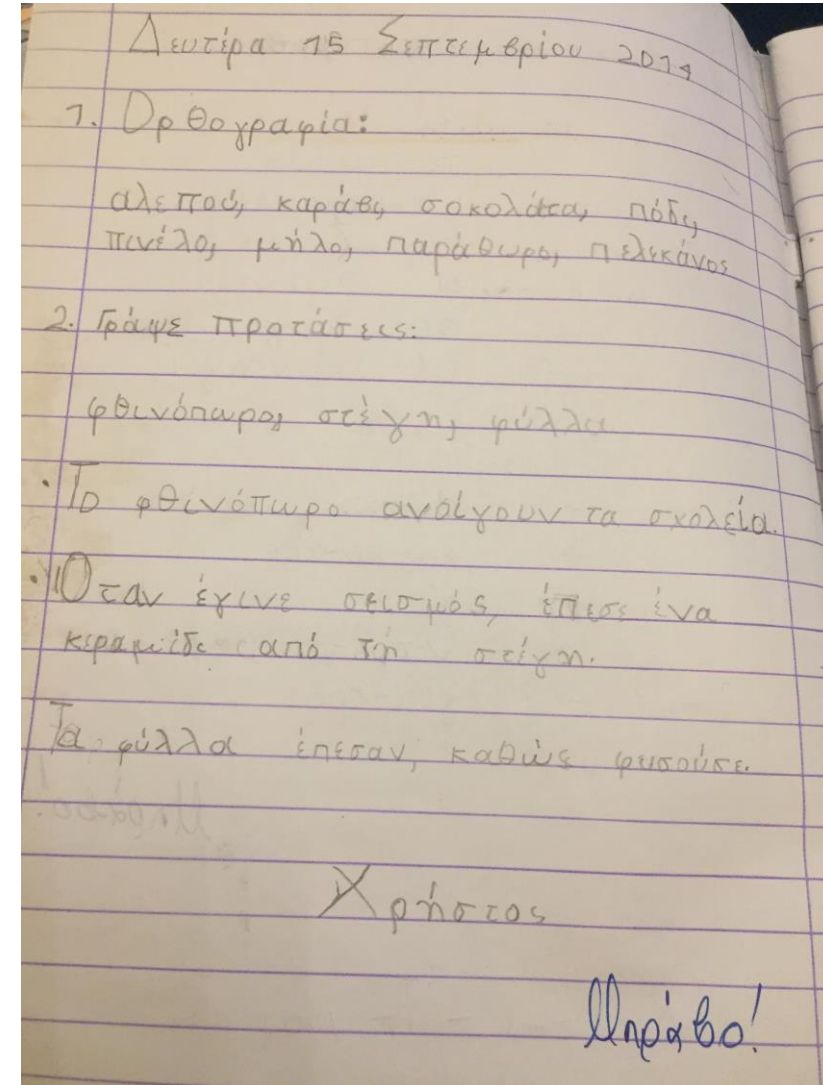 Δευτέρα 15 Σεπτεμβρίου 2014
1. Ορθογραφία:
αλεπού, καράβι, σοκολάτα, πόδι,
πινέλο, μήλο, παράθυρο, πελεκάνος
2. Γράψε προτάσεις:
φθινόπωρο, στέγη, φύλλα
· Το φθινόπωρο ανοίγουν τα σχολεία.
· Όταν έγινε σεισμός, έπεσε ένα
κεραμίδι από τη στέγη.
Τα φύλλα έπεσαν, καθώς φυσούσε.
Χρήστος
Μπράβο!